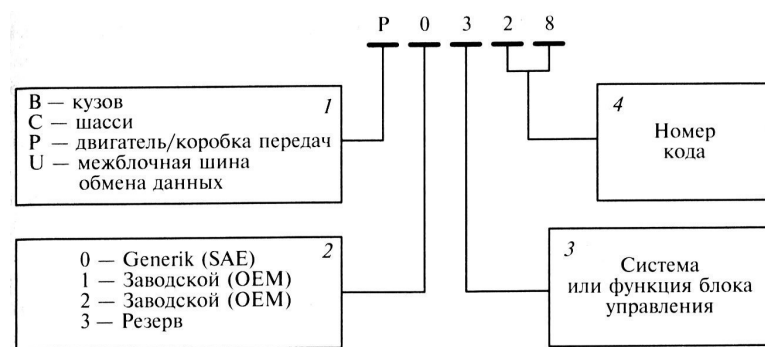 P 0 3 2 8
1
B — кузов
C — шасси
P — двигатель/коробка передач
U — межблочная шина
обмена данных
4
Номер
кода
2
0 — Generik (SAE)
1 — Заводской (OEM)
2 — Заводской (OEM)
3 — Резерв
3
Система
или функция блока
управления